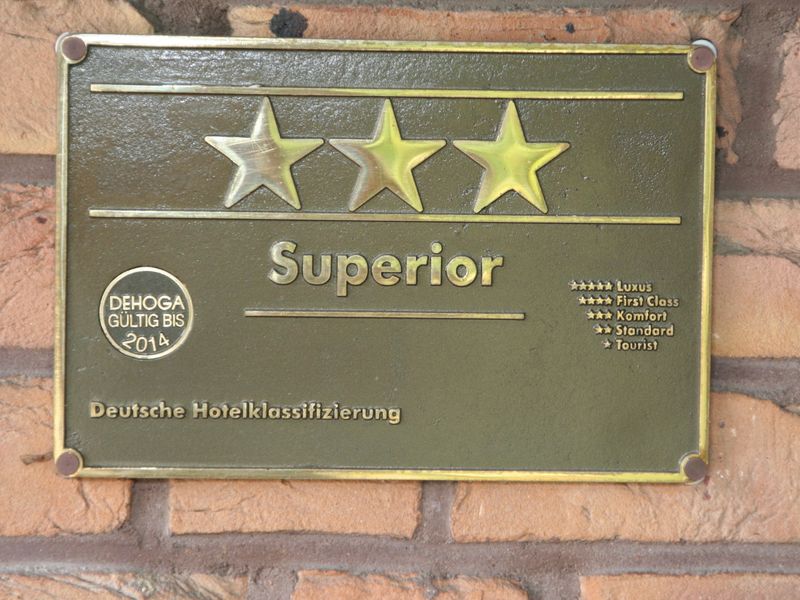 Superior
DEHOGA
GÜLTIG BIS
2014
Luxus
First Class
Komfort
Standard
Tourist
Deutsche Hotelklassifizierung